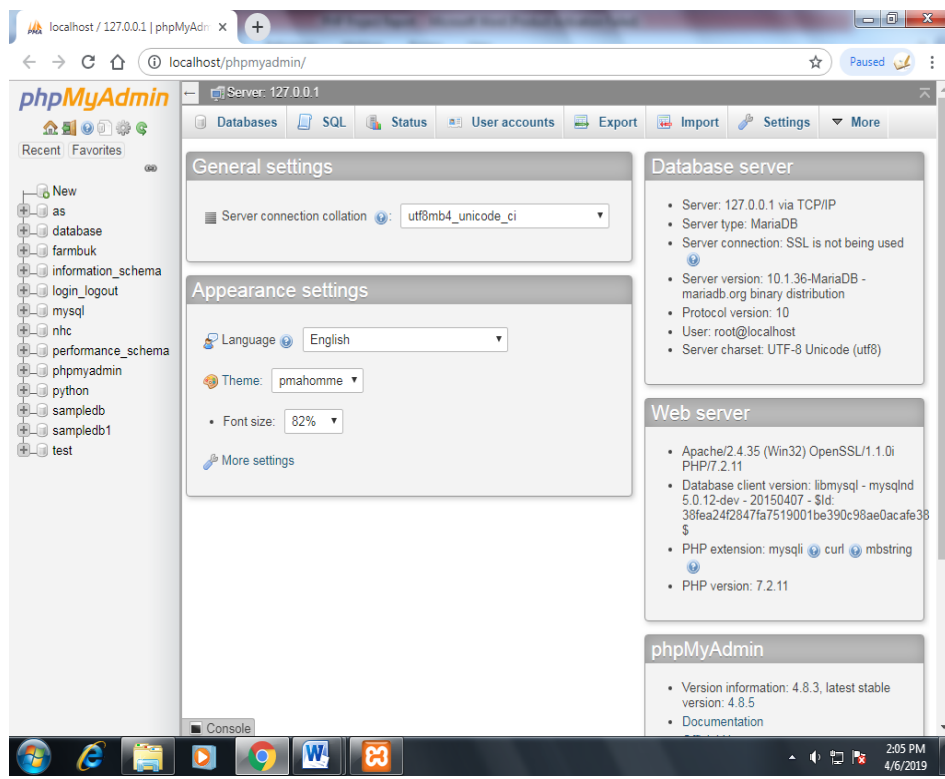 localhost / 127.0.0.1 | phpMyAdn
localhost/phpmyadmin/
Paused
phpMyAdmin
Recent Favorites
New
as
database
farmbuk
information_schema
login_logout
mysql
nhc
performance_schema
phpmyadmin
python
sampledb
sampledb1
test
Server: 127.0.0.1
Databases SQL Status User accounts Export Import Settings More
General settings
Server connection collation : utf8mb4_unicode_ci
Appearance settings
Language English
Theme: pmahomme
• Font size: 82%
More settings
Database server
• Server: 127.0.0.1 via TCP/IP
• Server type: MariaDB
• Server connection: SSL is not being used
• Server version: 10.1.36-MariaDB -
mariadb.org binary distribution
• Protocol version: 10
• User: root@localhost
• Server charset: UTF-8 Unicode (utf8)
Web server
• Apache/2.4.35 (Win32) OpenSSL/1.1.0i
PHP/7.2.11
• Database client version: libmysql - mysqlnd
5.0.12-dev - 20150407 - $Id:
38fea24f2847fa7519001be390c98ae0acafe38
$
• PHP extension: mysqli curl mbstring
• PHP version: 7.2.11
phpMyAdmin
• Version information: 4.8.3, latest stable
version: 4.8.5
• Documentation
Console
2:05 PM
4/6/2019